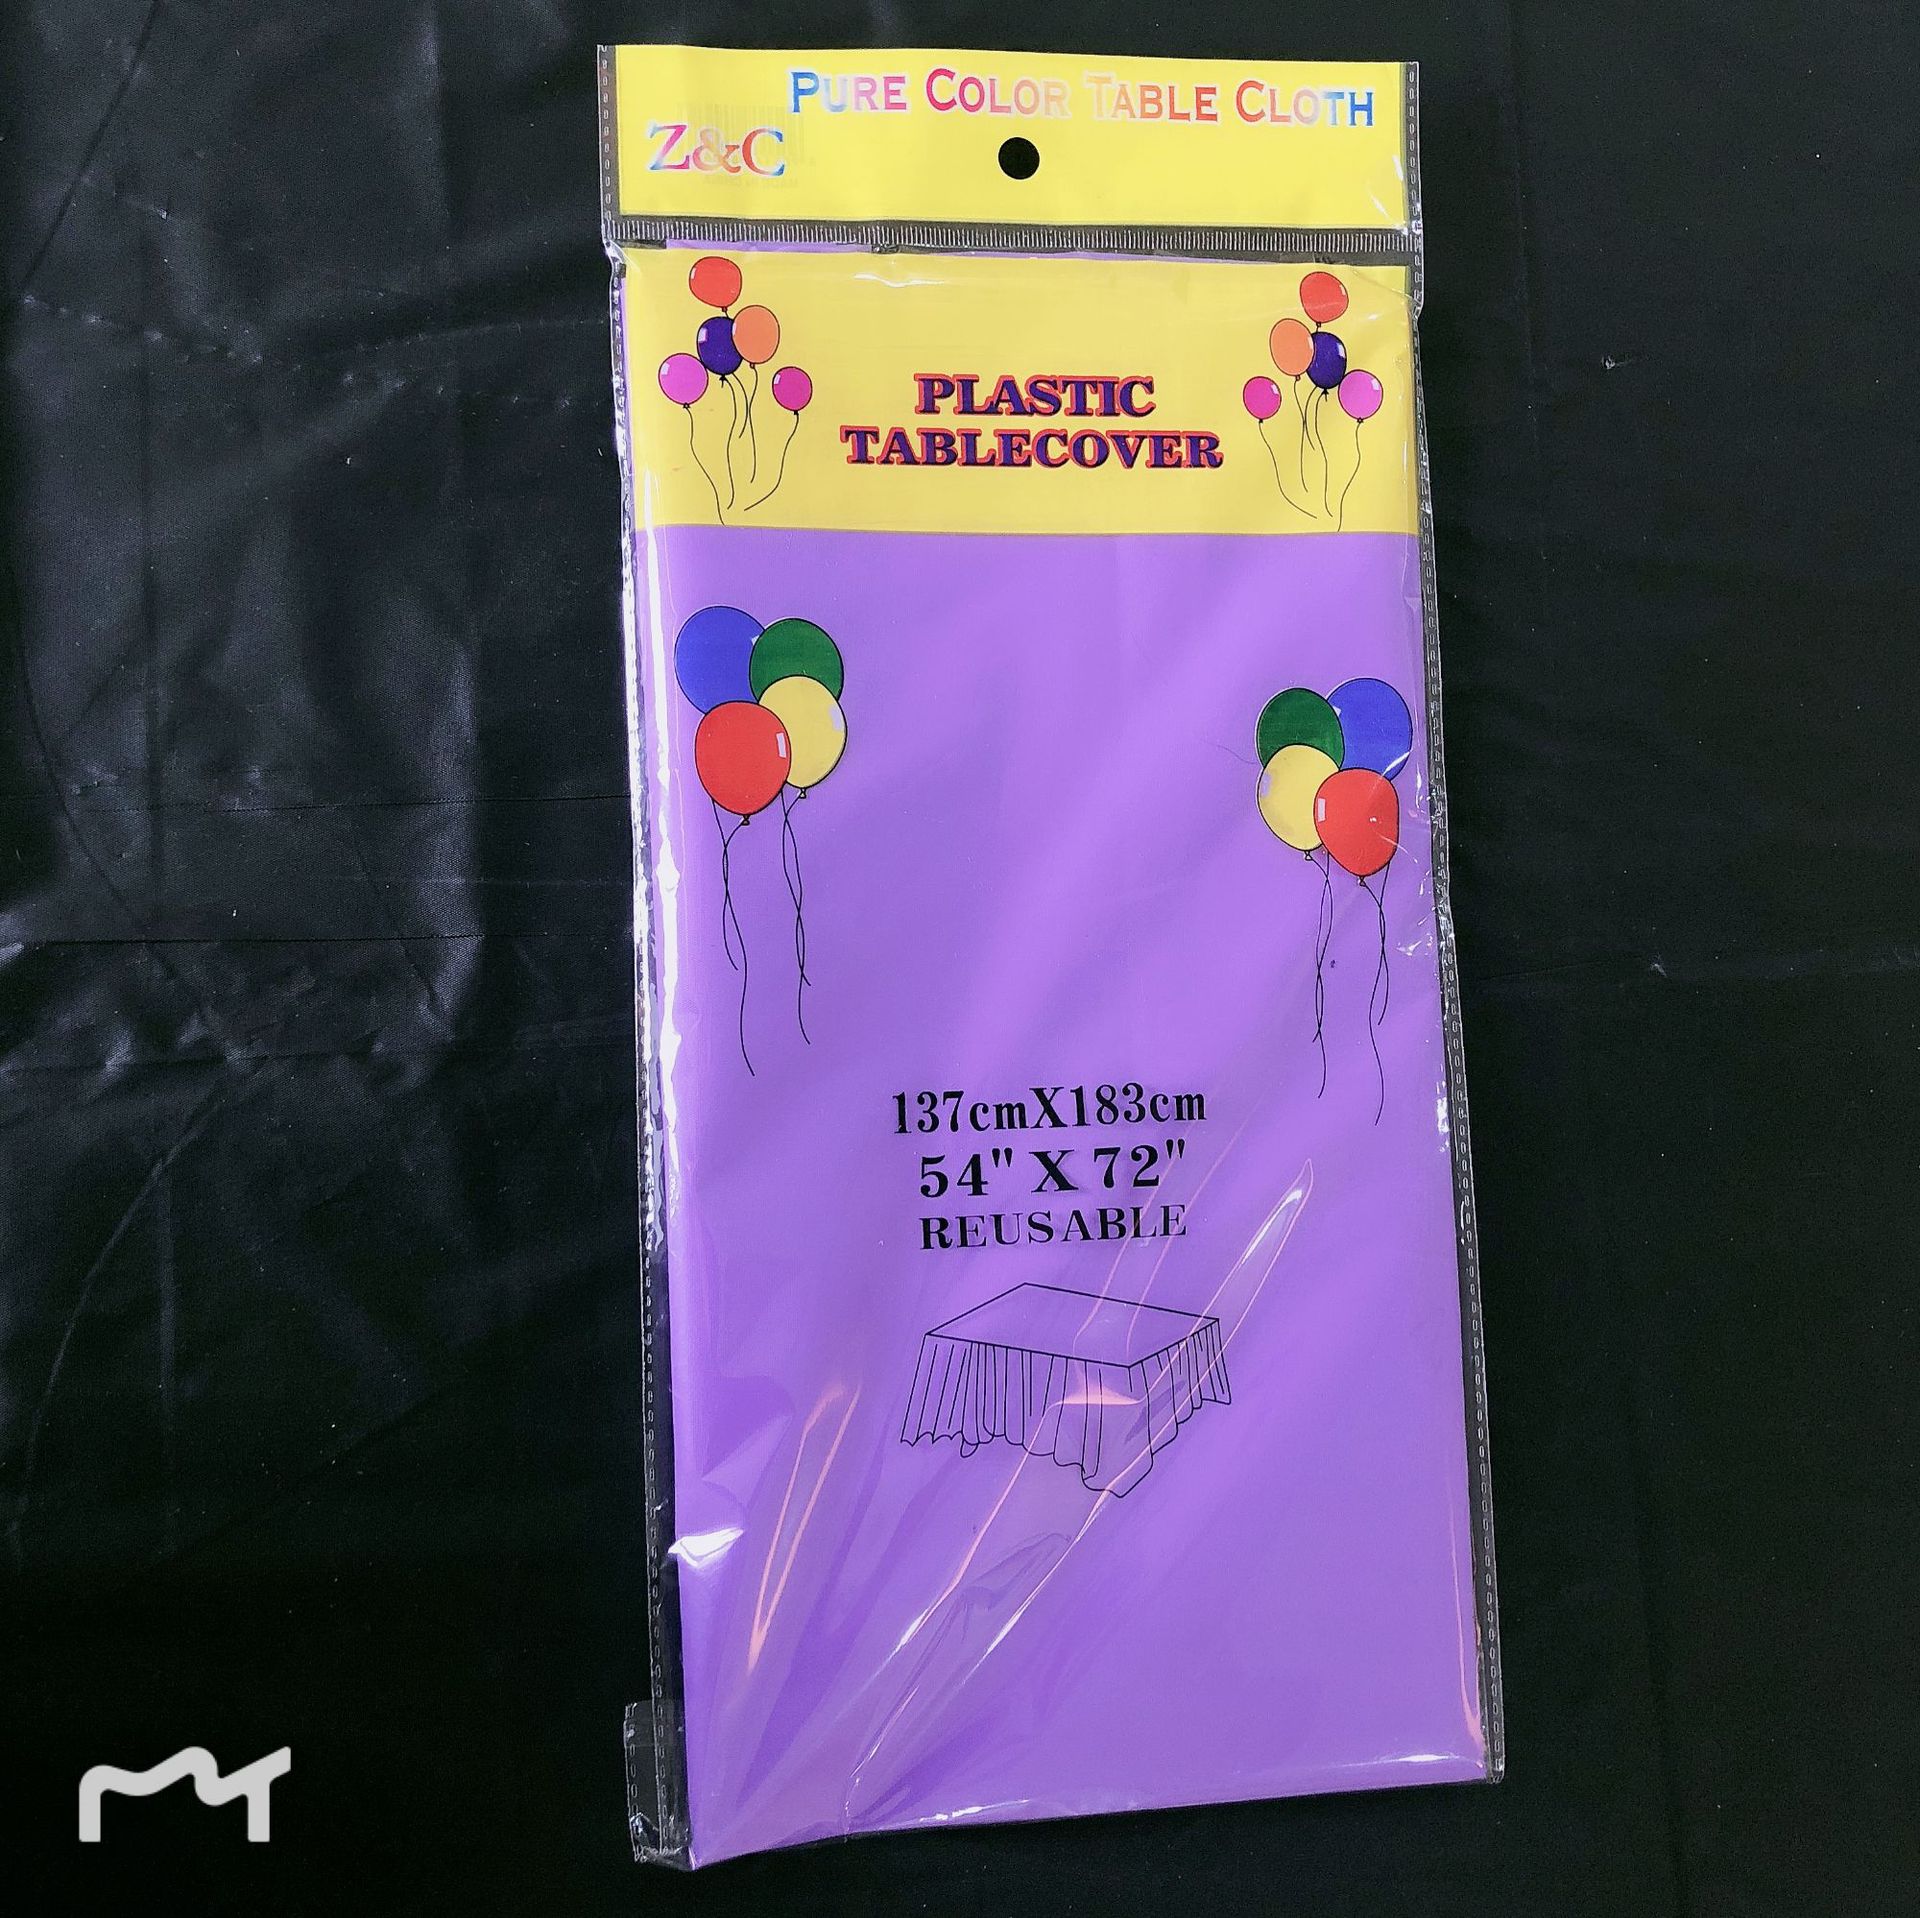 PURE COLOR TABLE CLOTH
Z&C
PLASTIC
TABLECOVER
137cmX183cm
54" X 72"
REUSABLE